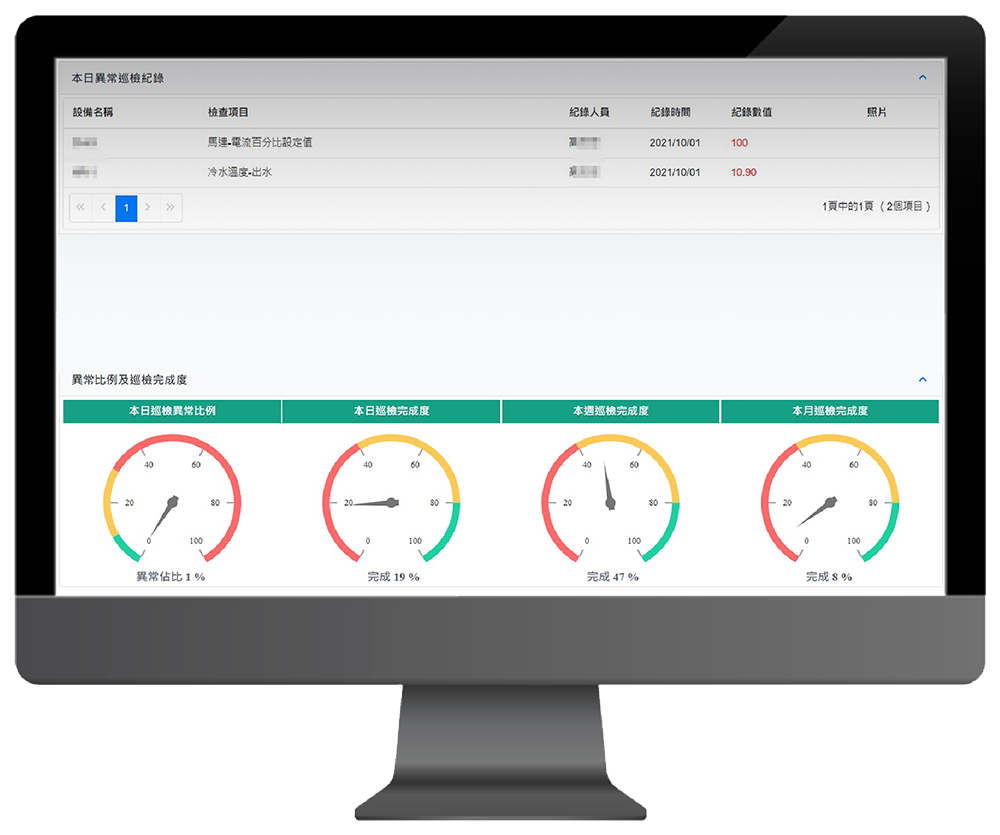 本日異常巡檢紀錄
設備名稱 檢查項目 紀錄人員 紀錄時間 紀錄數值 照片
馬達-電流百分比設定值 2021/10/01 100
冷水溫度-出水 2021/10/01 10.90
« ‹ 1 › » 1頁中的1頁 ( 2個項目 )
異常比例及巡檢完成度
本日巡檢異常比例 本日巡檢完成度 本週巡檢完成度 本月巡檢完成度
40 60 40 60 40 60 40 60
20 80 20 80 20 80 20 80
0 100 0 100 0 100 0 100
異常佔比 1 % 完成 19 % 完成 47 % 完成 8 %